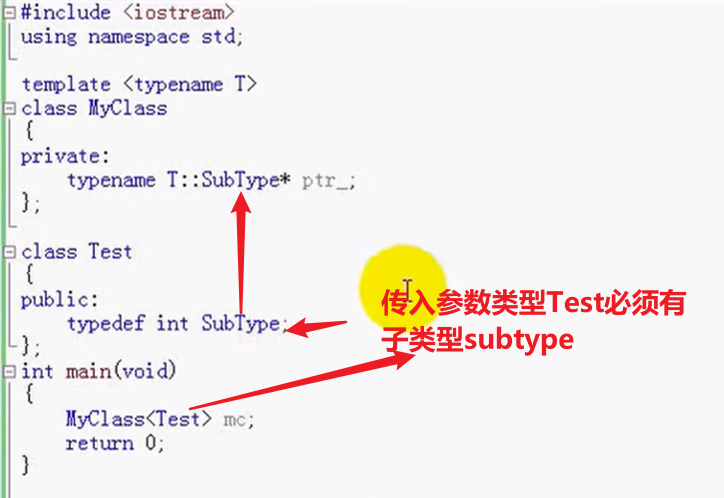 #include <iostream>
using namespace std;
template <typename T>
class MyClass
{
private:
typename T::SubType* ptr_;
};
class Test
{
public:
typedef int SubType;
};
传入参数类型Test必须有
子类型subtype
int main(void)
{
MyClass<Test> mc;
return 0;
}